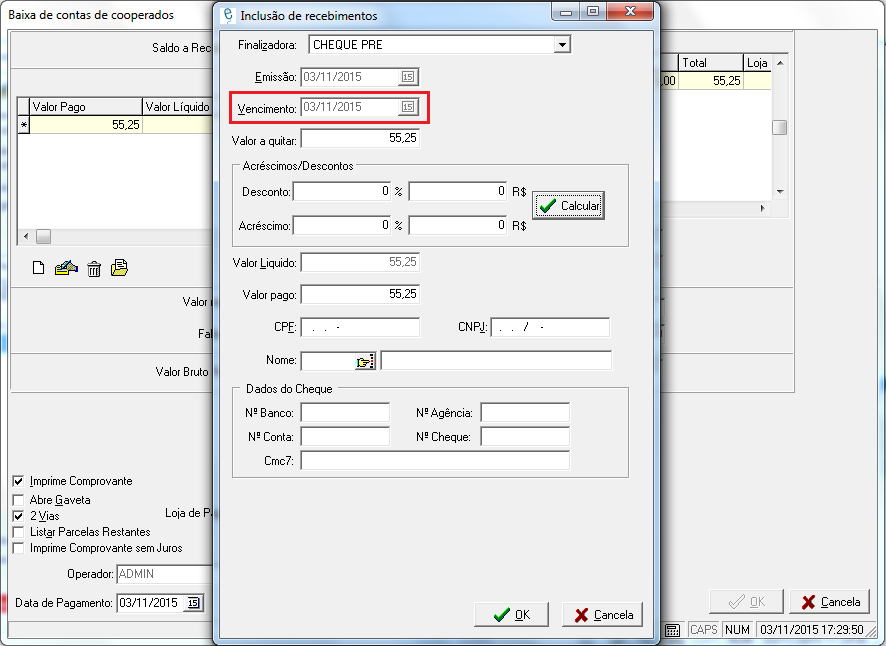 Baixa de contas de cooperados
Inclusão de recebimentos
Saldo a Rec
Finalizadora: CHEQUE PRE
Emissão: 03/11/2015 15
Vencimento: 03/11/2015 15
Valor a quitar: 55,25
Acréscimos/Descontos
Desconto: 0 % 0 R$
Calcular
Acréscimo: 0 % 0 R$
Valor Liquido: 55,25
Valor pago: 55,25
CPF: . . -
CNPJ: . . / -
Nome:
Dados do Cheque
Nº Banco:
Nº Agência:
Nº Conta:
Nº Cheque:
Cmc7:
OK
Cancela
Valor Pago
Valor Líquido
* 55,25
Total
Loja
,00 55,25
Valor
Fal
Valor Bruto
Imprime Comprovante
Abre Gaveta
2 Vias
Loja de P
Listar Parcelas Restantes
Imprime Comprovante sem Juros
Operador: ADMIN
Data de Pagamento: 03/11/2015 15
OK
Cancela
CAPS NUM 03/11/2015 17:29:50